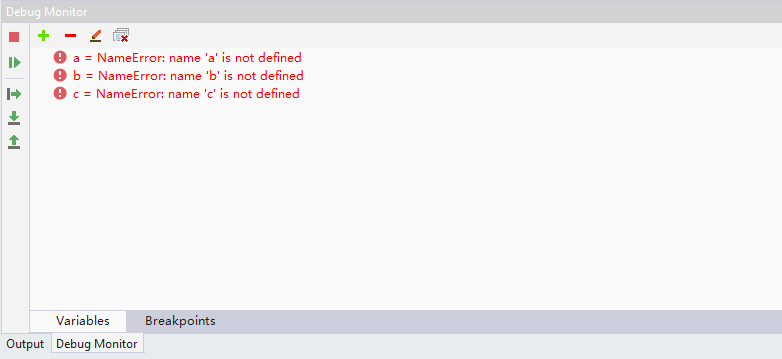 Debug Monitor
a = NameError: name 'a' is not defined
b = NameError: name 'b' is not defined
c = NameError: name 'c' is not defined
Variables Breakpoints
Output Debug Monitor